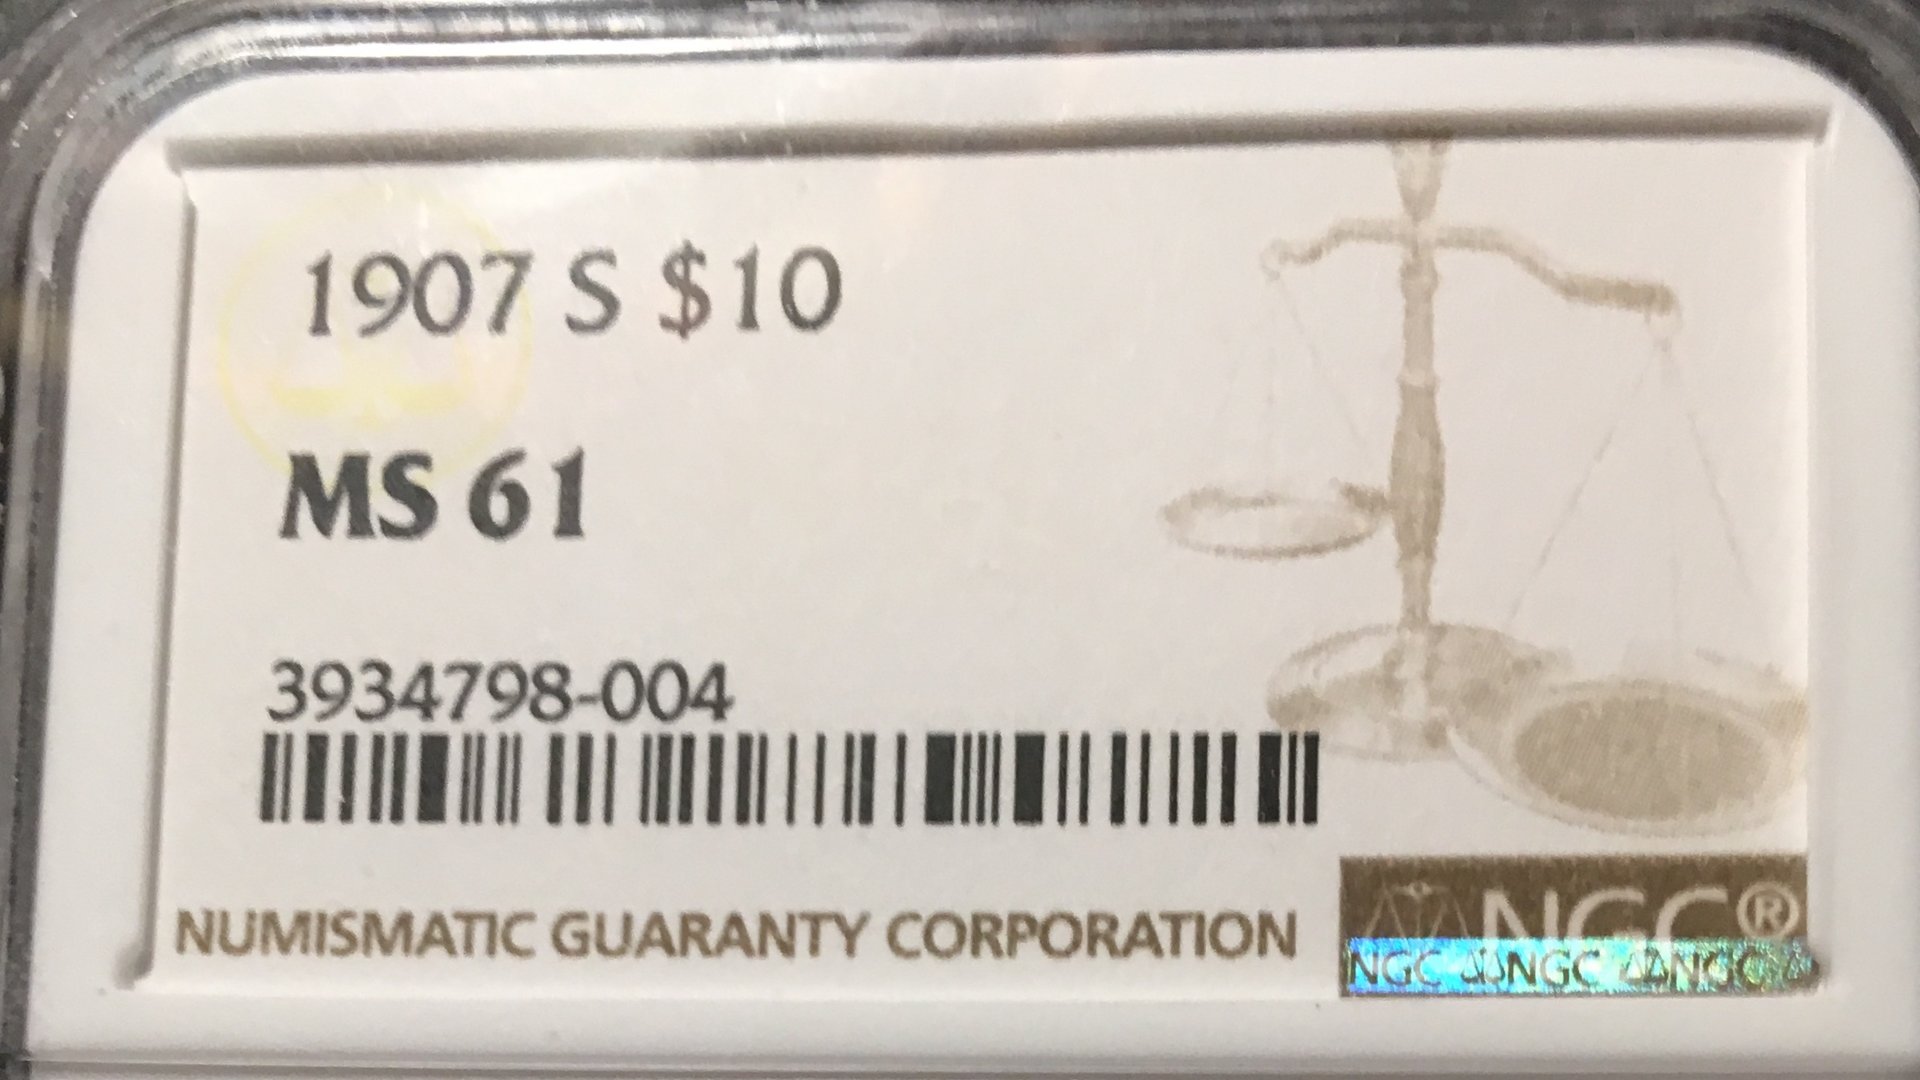 1907 S $10
MS 61
3934798-004
NUMISMATIC GUARANTY CORPORATION
NGC®
NGC NGC NGC